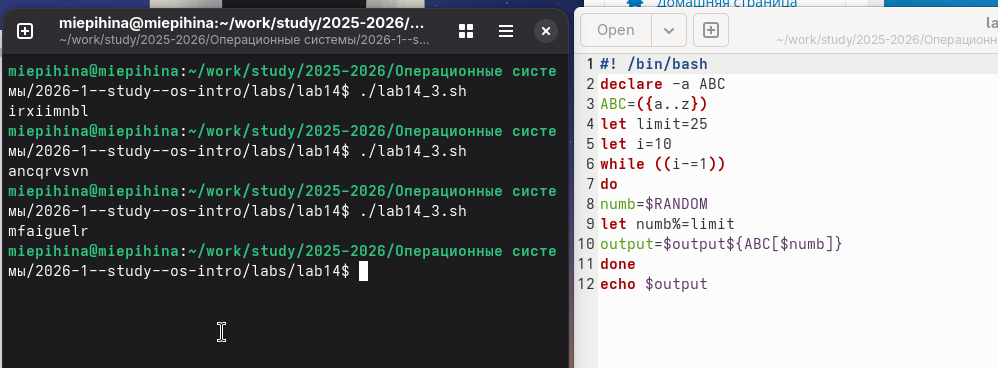 miepihina@miepihina:~/work/study/2025-2026/...
~/work/study/2025-2026/Операционные системы/2026-1--s...
miepihina@miepihina:~/work/study/2025-2026/Операционные систе
мы/2026-1--study--os-intro/labs/lab14$ ./lab14_3.sh
irxiimnbl
miepihina@miepihina:~/work/study/2025-2026/Операционные систе
мы/2026-1--study--os-intro/labs/lab14$ ./lab14_3.sh
ancqrvsvn
miepihina@miepihina:~/work/study/2025-2026/Операционные систе
мы/2026-1--study--os-intro/labs/lab14$ ./lab14_3.sh
mfaiguelr
miepihina@miepihina:~/work/study/2025-2026/Операционные систе
мы/2026-1--study--os-intro/labs/lab14$
Домашняя страница
Open
la
~/work/study/2025-2026/Операционн
1 #! /bin/bash
2 declare -a ABC
3 ABC=({a..z})
4 let limit=25
5 let i=10
6 while ((i-=1))
7 do
8 numb=$RANDOM
9 let numb%=limit
10 output=$output${ABC[$numb]}
11 done
12 echo $output